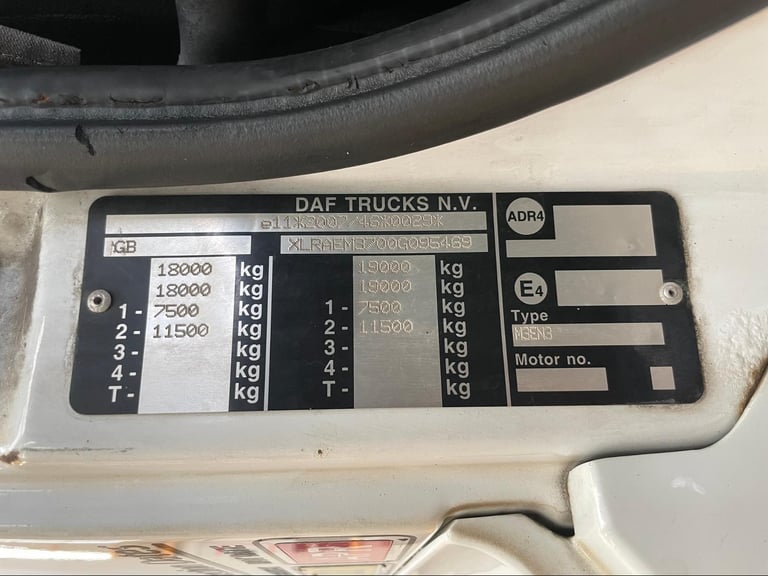 DAF TRUCKS N.V.
e11*2007/46*0029*
GB XLRAEM3700G095469
18000 kg 19000 kg
18000 kg 19000 kg
1- 7500 kg 1- 7500 kg
2- 11500 kg 2- 11500 kg
3- kg 3- kg
4- kg 4- kg
T- kg T- kg
ADR4
E4
Type
M3EN3
Motor no.